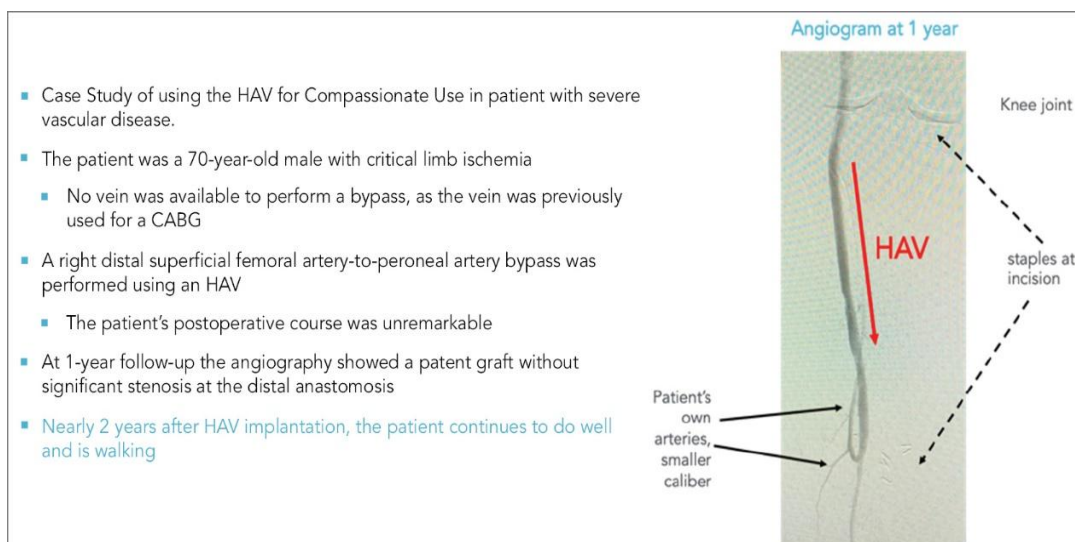 Angiogram at 1 year
▪ Case Study of using the HAV for Compassionate Use in patient with severe
vascular disease.
▪ The patient was a 70-year-old male with critical limb ischemia
▪ No vein was available to perform a bypass, as the vein was previously
used for a CABG
▪ A right distal superficial femoral artery-to-peroneal artery bypass was
performed using an HAV
▪ The patient's postoperative course was unremarkable
▪ At 1-year follow-up the angiography showed a patent graft without
significant stenosis at the distal anastomosis
▪ Nearly 2 years after HAV implantation, the patient continues to do well
and is walking
Knee joint
HAV
staples at
incision
Patient's
own
arteries,
smaller
caliber